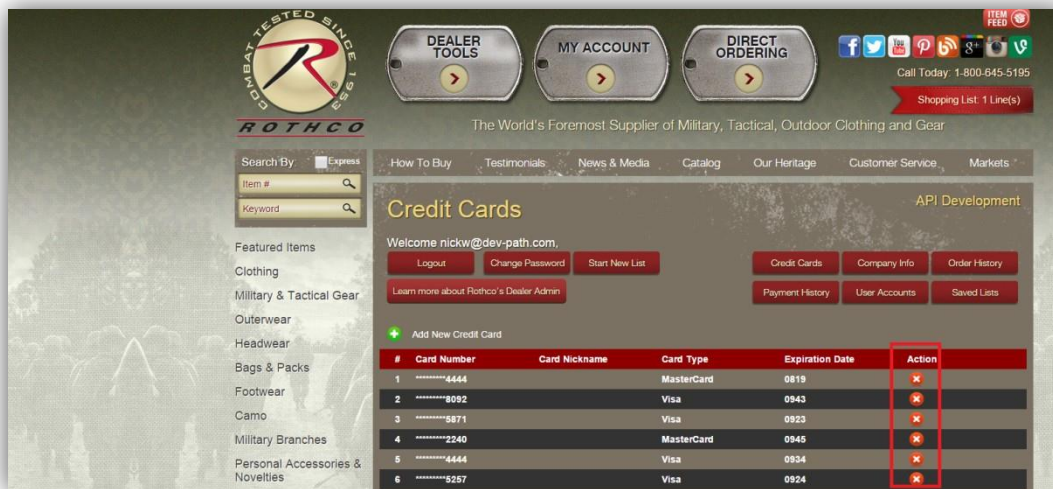 COMBAT TESTED SINCE 1953
R
ROTHCO
DEALER TOOLS
MY ACCOUNT
DIRECT ORDERING
ITEM FEED
Call Today: 1-800-645-5195
Shopping List: 1 Line(s)
The World's Foremost Supplier of Military, Tactical, Outdoor Clothing and Gear
Search By: Express
Item #
Keyword
How To Buy Testimonials News & Media Catalog Our Heritage Customer Service Markets
Featured Items
Clothing
Military & Tactical Gear
Outerwear
Headwear
Bags & Packs
Footwear
Camo
Military Branches
Personal Accessories &
Novelties
Credit Cards
API Development
Welcome nickw@dev-path.com,
Logout Change Password Start New List Credit Cards Company Info Order History
Learn more about Rothco's Dealer Admin Payment History User Accounts Saved Lists
Add New Credit Card
# Card Number Card Nickname Card Type Expiration Date Action
1 *********4444 MasterCard 0819
2 *********8092 Visa 0943
3 *********5871 Visa 0923
4 *********2240 MasterCard 0945
5 *********4444 Visa 0934
6 *********5257 Visa 0924